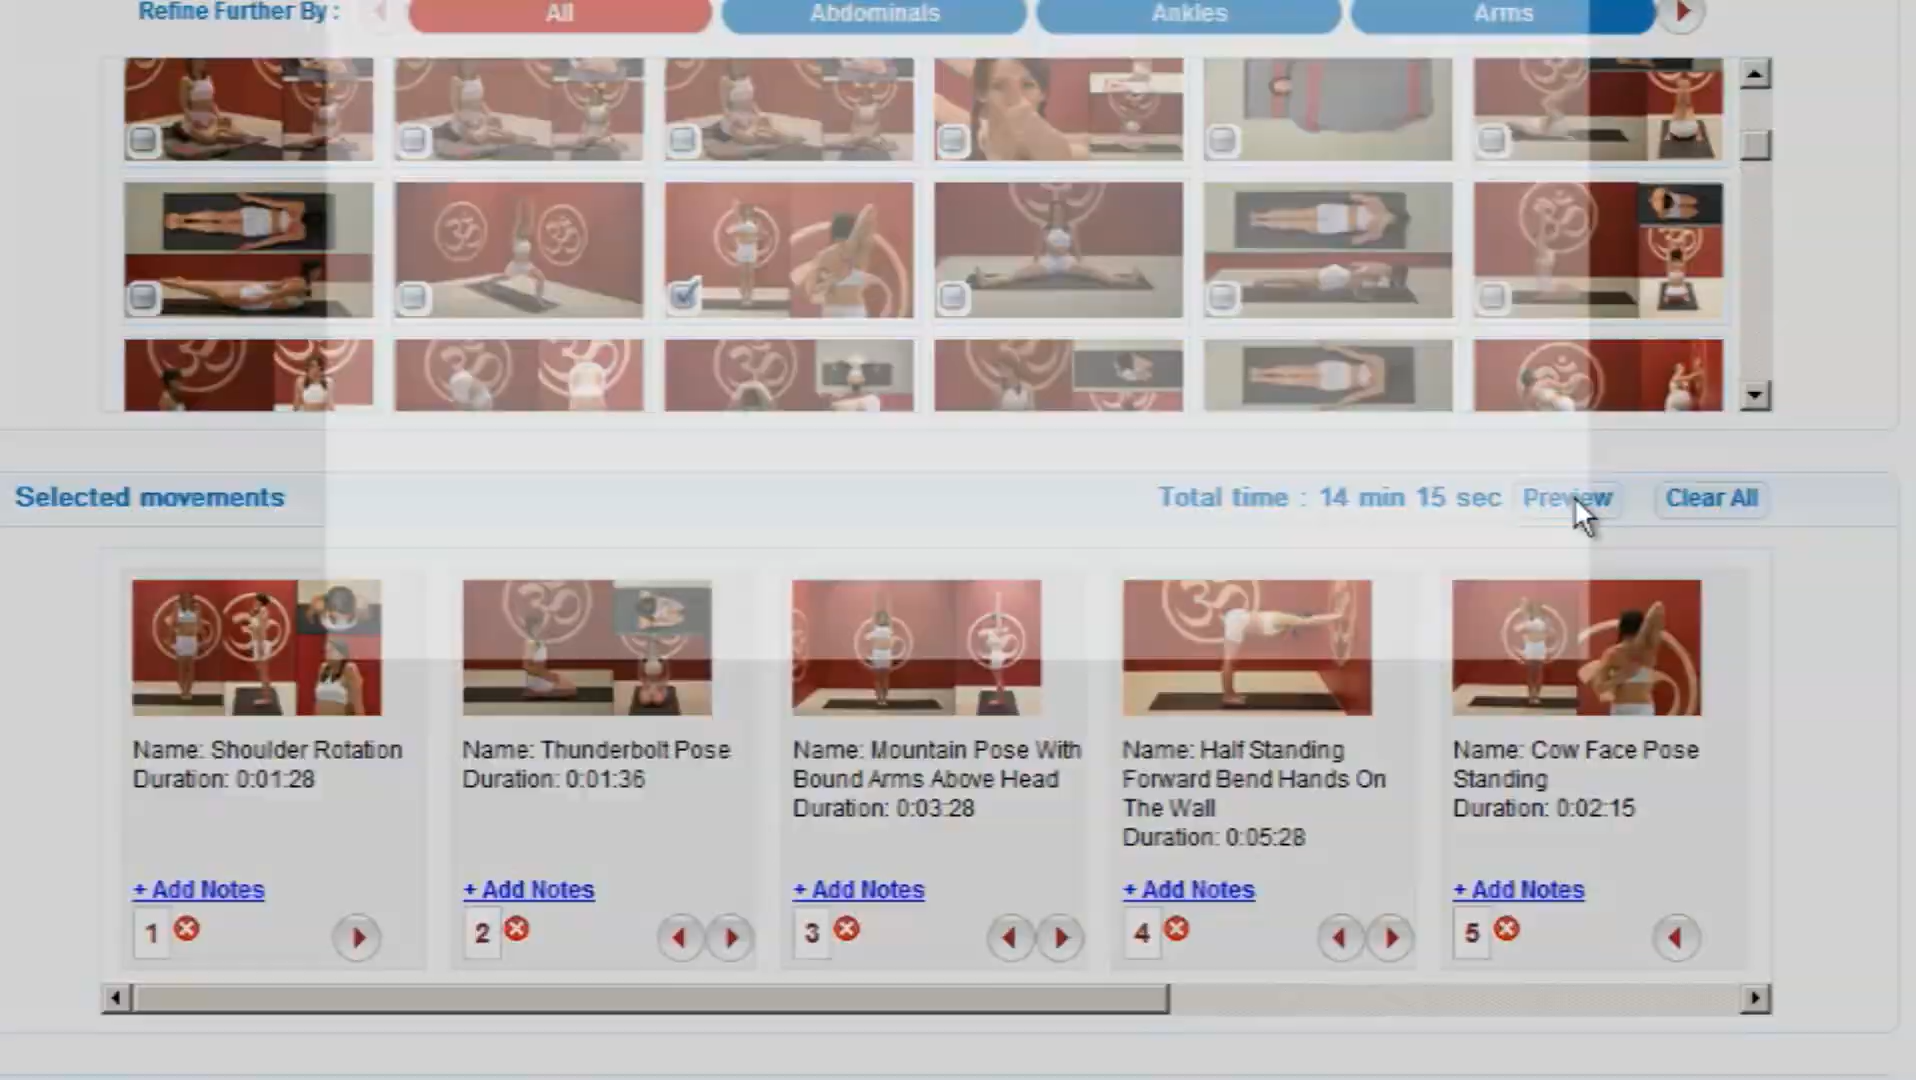 Refine Further By :
All
Abdominals
Ankles
Arms
Selected movements
Total time : 14 min 15 sec
Preview
Clear All
Name: Shoulder Rotation
Duration: 0:01:28
+ Add Notes
1
Name: Thunderbolt Pose
Duration: 0:01:36
+ Add Notes
2
Name: Mountain Pose With
Bound Arms Above Head
Duration: 0:03:28
+ Add Notes
3
Name: Half Standing
Forward Bend Hands On
The Wall
Duration: 0:05:28
+ Add Notes
4
Name: Cow Face Pose
Standing
Duration: 0:02:15
+ Add Notes
5